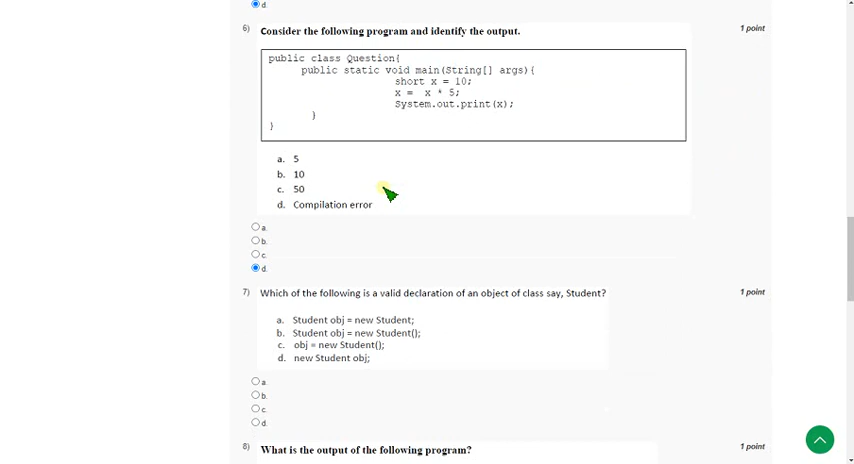 d.
6) Consider the following program and identify the output. 1 point
public class Question{
public static void main(String[] args){
short x = 10;
x = x * 5;
System.out.print(x);
}
}
a. 5
b. 10
c. 50
d. Compilation error
a.
b.
c.
d.
7) Which of the following is a valid declaration of an object of class say, Student? 1 point
a. Student obj = new Student;
b. Student obj = new Student();
c. obj = new Student();
d. new Student obj;
a.
b.
c.
d.
8) What is the output of the following program? 1 point